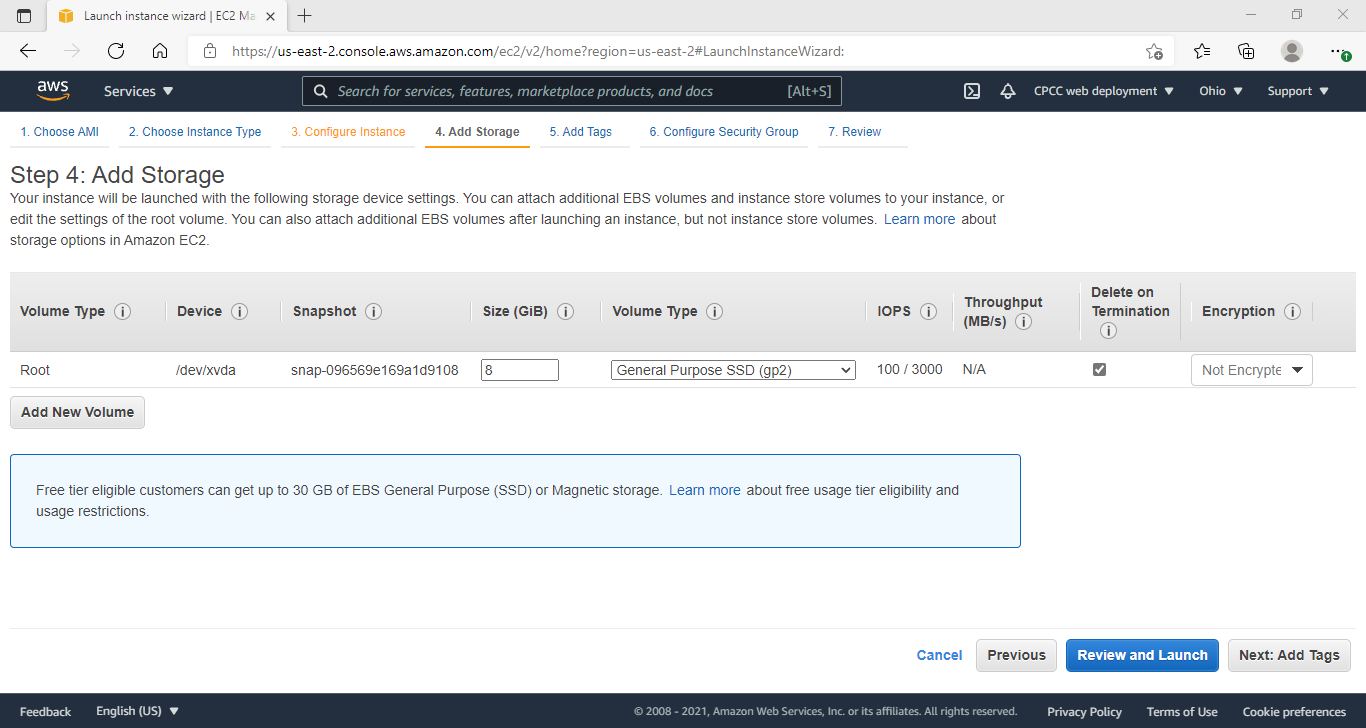 Launch instance wizard | EC2 Ma
https://us-east-2.console.aws.amazon.com/ec2/v2/home?region=us-east-2#LaunchInstanceWizard:
aws Services Search for services, features, marketplace products, and docs [Alt+S] CPCC web deployment Ohio Support
1. Choose AMI 2. Choose Instance Type 3. Configure Instance 4. Add Storage 5. Add Tags 6. Configure Security Group 7. Review
Step 4: Add Storage
Your instance will be launched with the following storage device settings. You can attach additional EBS volumes and instance store volumes to your instance, or
edit the settings of the root volume. You can also attach additional EBS volumes after launching an instance, but not instance store volumes. Learn more about
storage options in Amazon EC2.
Volume Type i Device i Snapshot i Size (GiB) i Volume Type i IOPS i Throughput (MB/s) i Delete on Termination i Encryption i
Root /dev/xvda snap-096569e169a1d9108 8 General Purpose SSD (gp2) 100 / 3000 N/A Not Encrypte
Add New Volume
Free tier eligible customers can get up to 30 GB of EBS General Purpose (SSD) or Magnetic storage. Learn more about free usage tier eligibility and
usage restrictions.
Cancel Previous Review and Launch Next: Add Tags
Feedback English (US) © 2008 - 2021, Amazon Web Services, Inc. or its affiliates. All rights reserved. Privacy Policy Terms of Use Cookie preferences